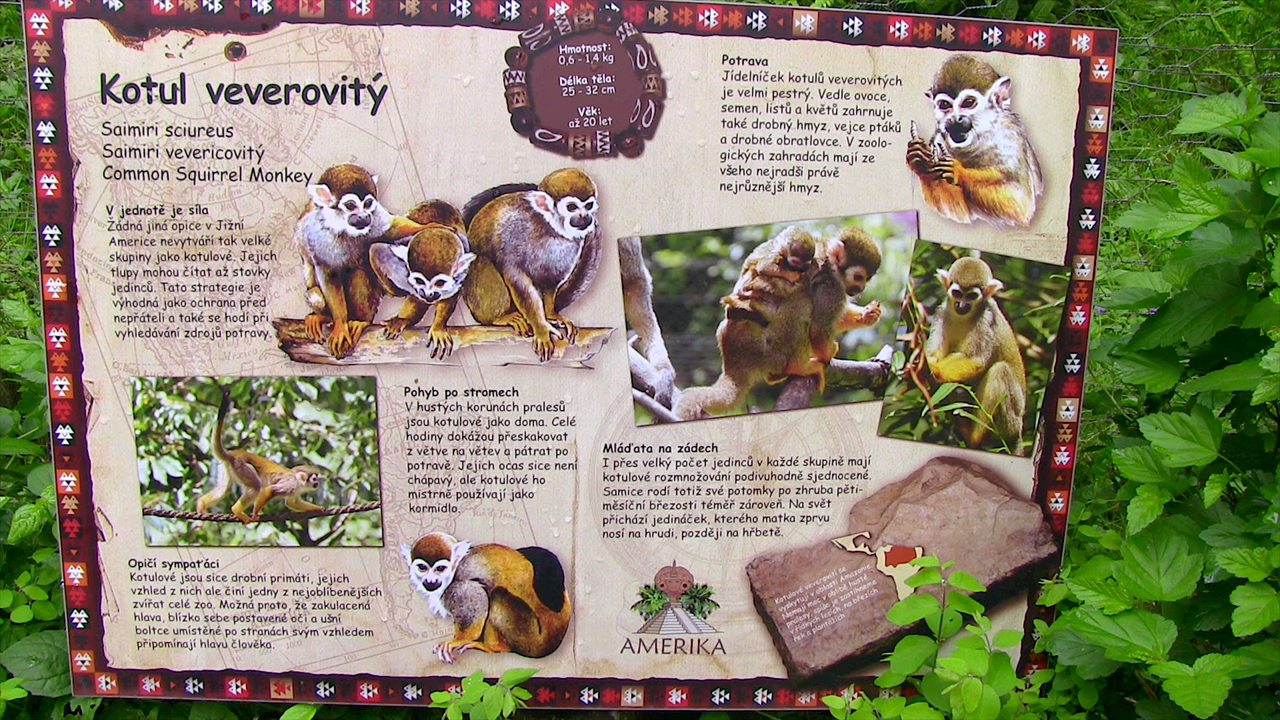 Kotul veverovitý
Saimiri sciureus
Saimiri vevericovitý
Common Squirrel Monkey
V jednotě je síla
Žádná jiná opice v Jižní
Americe nevytváří tak velké
skupiny jako kotulové. Jejich
tlupy mohou čítat až stovky
jedinců. Tato strategie je
výhodná jako ochrana před
nepřáteli a také se hodí při
vyhledávání zdrojů potravy.
Hmotnost:
0,6 - 1,4 kg
Délka těla:
25 - 32 cm
Věk:
až 20 let
Potrava
Jídelníček kotulů veverovitých
je velmi pestrý. Vedle ovoce,
semen, listů a květů zahrnuje
také drobný hmyz, vejce ptáků
a drobné obratlovce. V zoolo-
gických zahradách mají ze
všeho nejradši právě
nejrůznější hmyz.
Pohyb po stromech
V hustých korunách pralesů
jsou kotulové jako doma. Celé
hodiny dokážou přeskakovat
z větve na větev a pátrat po
potravě. Jejich ocas sice není
chápavý, ale kotulové ho
mistrně používají jako
kormidlo.
Mláďata na zádech
I přes velký počet jedinců v každé skupině mají
kotulové rozmnožování podivuhodně sjednocené.
Samice rodí totiž své potomky po zhruba pěti-
měsíční březosti téměř zároveň. Na svět
přichází jedináček, kterého matka zprvu
nosí na hrudi, později na hřbetě.
Opičí sympaťáci
Kotulové jsou sice drobní primáti, jejich
vzhled z nich ale činí jedny z nejoblíbenějších
zvířat celé zoo. Možná proto, že zakulacená
hlava, blízko sebe postavené oči a ušní
boltce umístěné po stranách svým vzhledem
připomínají hlavu člověka.
AMERIKA
Kotulové veverovití se
vyskytují v oblasti Amazonie.